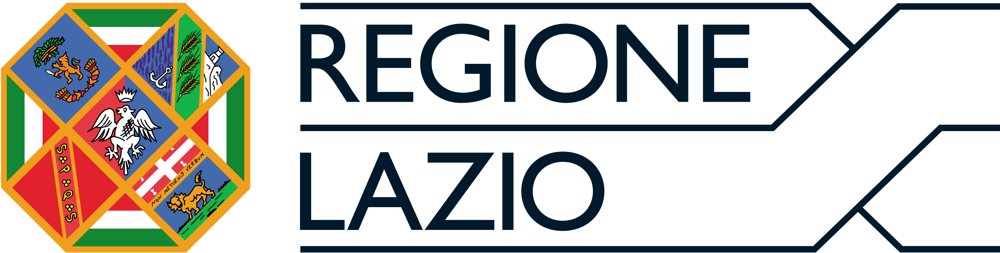 REGIONE
LAZIO
S P Q S
NON METUENS VERBUM